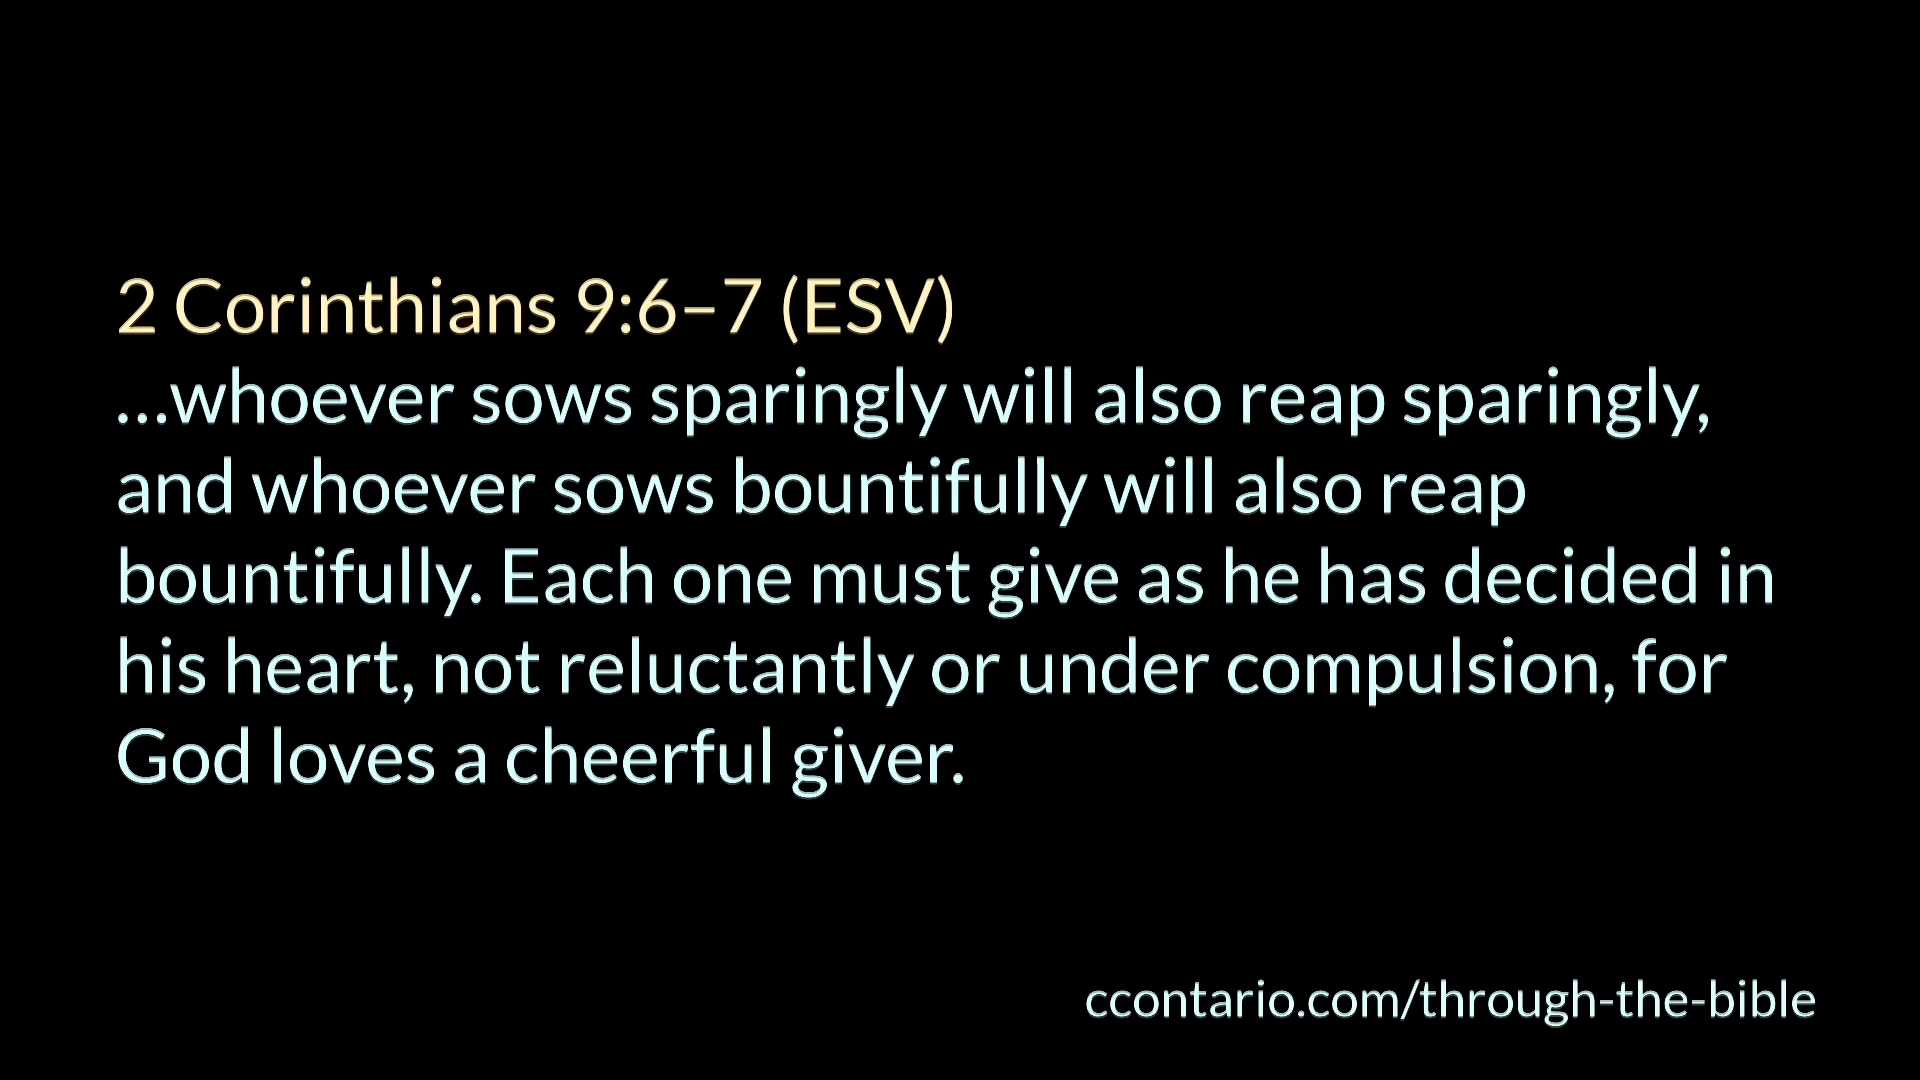 2 Corinthians 9:6–7 (ESV)
…whoever sows sparingly will also reap sparingly,
and whoever sows bountifully will also reap
bountifully. Each one must give as he has decided in
his heart, not reluctantly or under compulsion, for
God loves a cheerful giver.
ccontario.com/through-the-bible